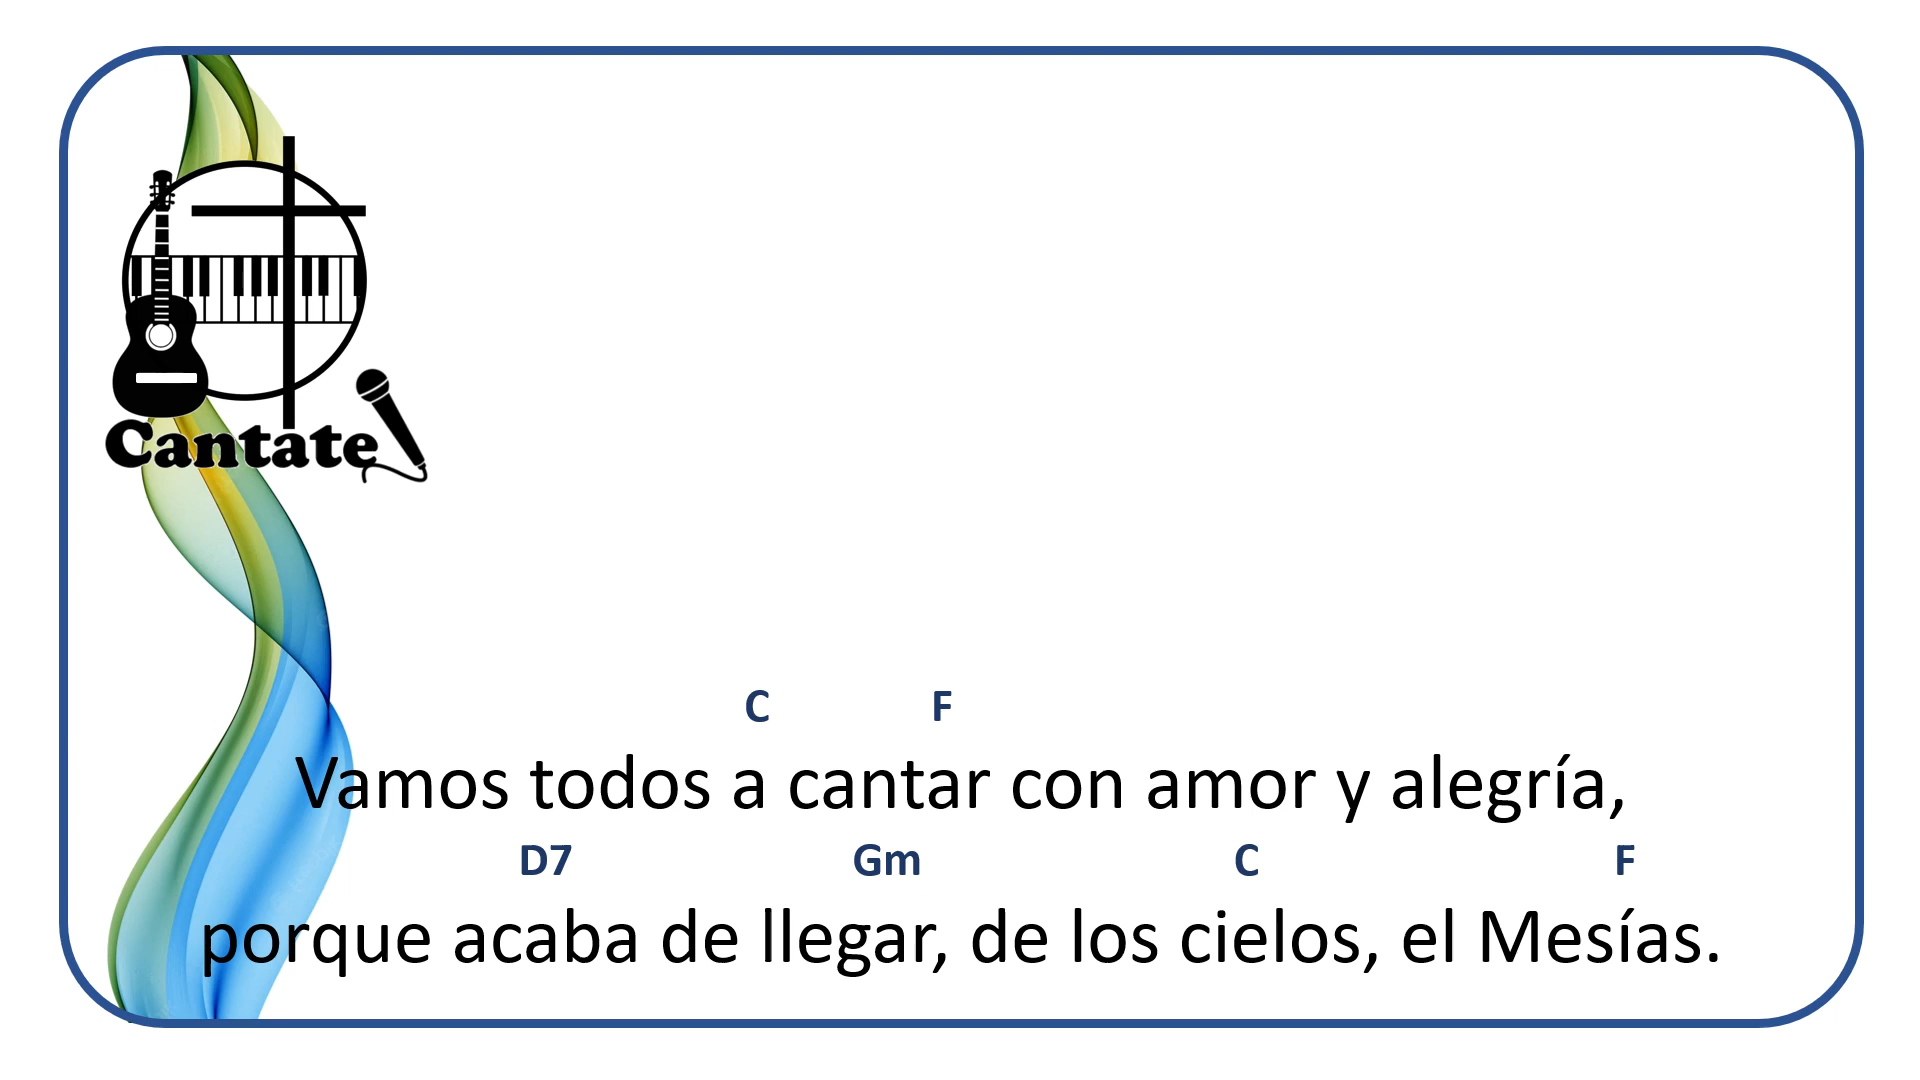 Cantate
C F
Vamos todos a cantar con amor y alegría,
D7 Gm C F
porque acaba de llegar, de los cielos, el Mesías.